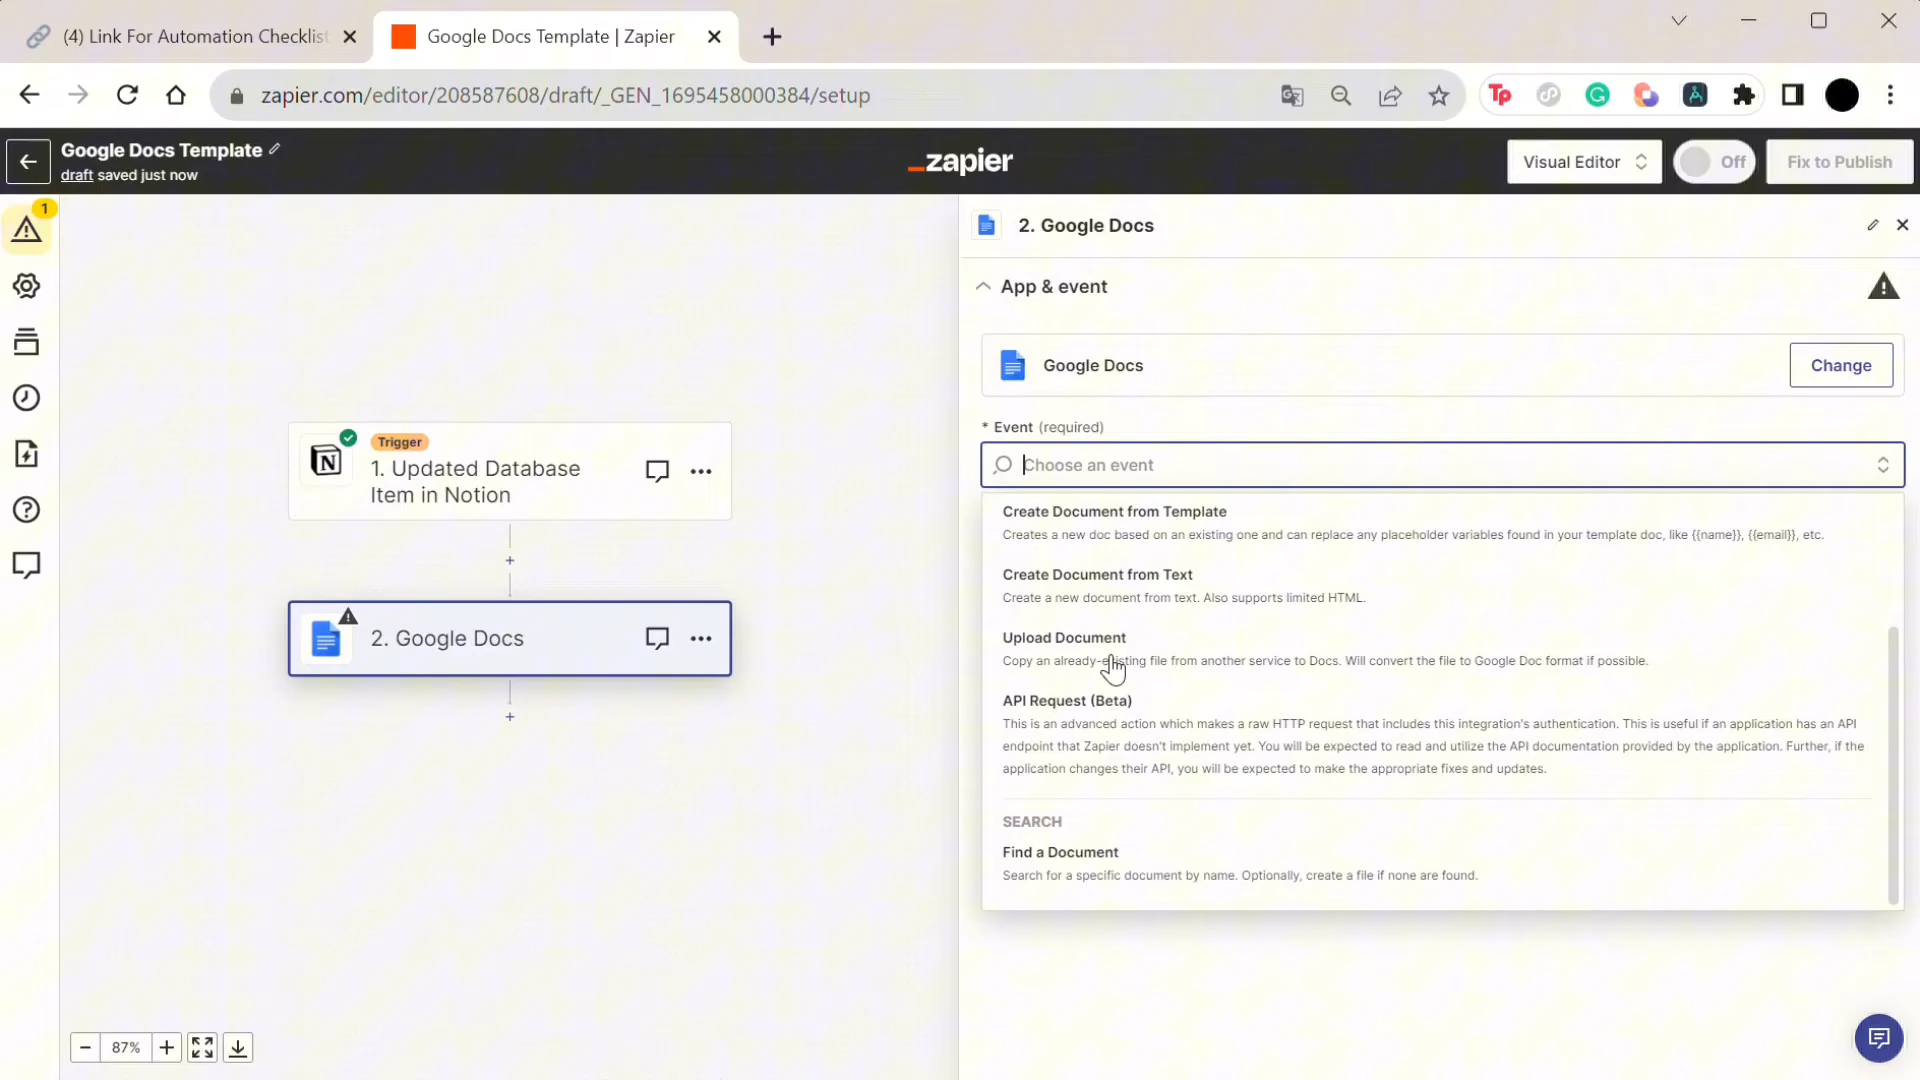 (4) Link For Automation Checklist
Google Docs Template | Zapier
zapier.com/editor/208587608/draft/_GEN_1695458000384/setup
Google Docs Template
draft saved just now
_zapier
Visual Editor
Off
Fix to Publish
1
2. Google Docs
App & event
Google Docs
Change
* Event (required)
Choose an event
Trigger
1. Updated Database
Item in Notion
2. Google Docs
Create Document from Template
Creates a new doc based on an existing one and can replace any placeholder variables found in your template doc, like {{name}}, {{email}}, etc.
Create Document from Text
Create a new document from text. Also supports limited HTML.
Upload Document
Copy an already-existing file from another service to Docs. Will convert the file to Google Doc format if possible.
API Request (Beta)
This is an advanced action which makes a raw HTTP request that includes this integration's authentication. This is useful if an application has an API
endpoint that Zapier doesn't implement yet. You will be expected to read and utilize the API documentation provided by the application. Further, if the
application changes their API, you will be expected to make the appropriate fixes and updates.
SEARCH
Find a Document
Search for a specific document by name. Optionally, create a file if none are found.
87%